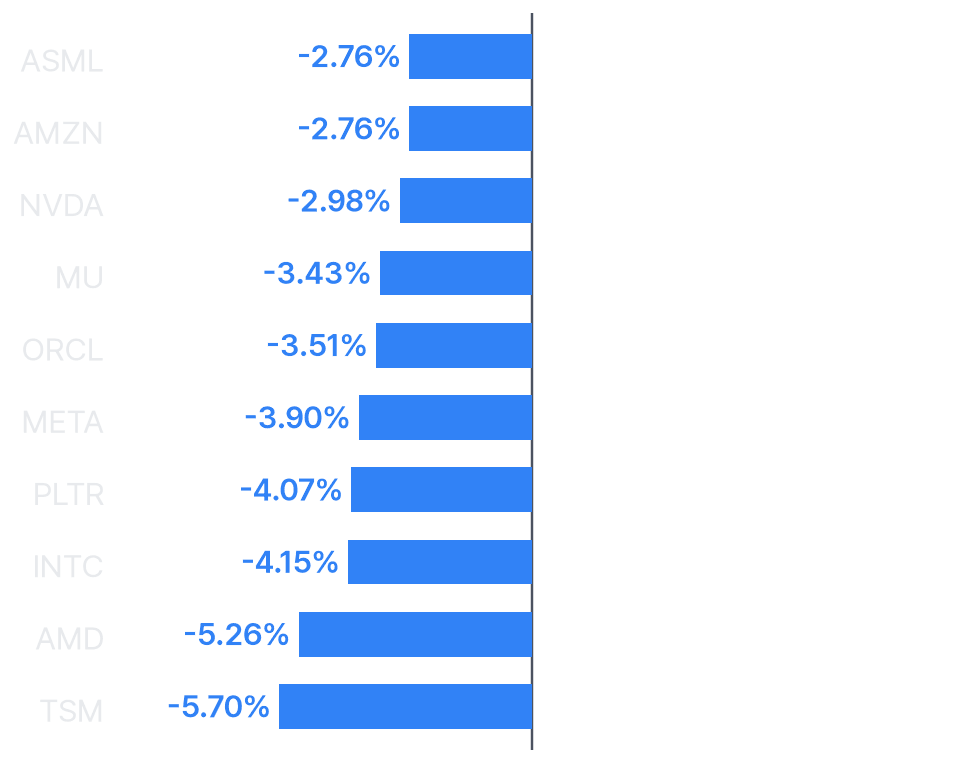 ASML -2.76%
AMZN -2.76%
NVDA -2.98%
MU -3.43%
ORCL -3.51%
META -3.90%
PLTR -4.07%
INTC -4.15%
AMD -5.26%
TSM -5.70%